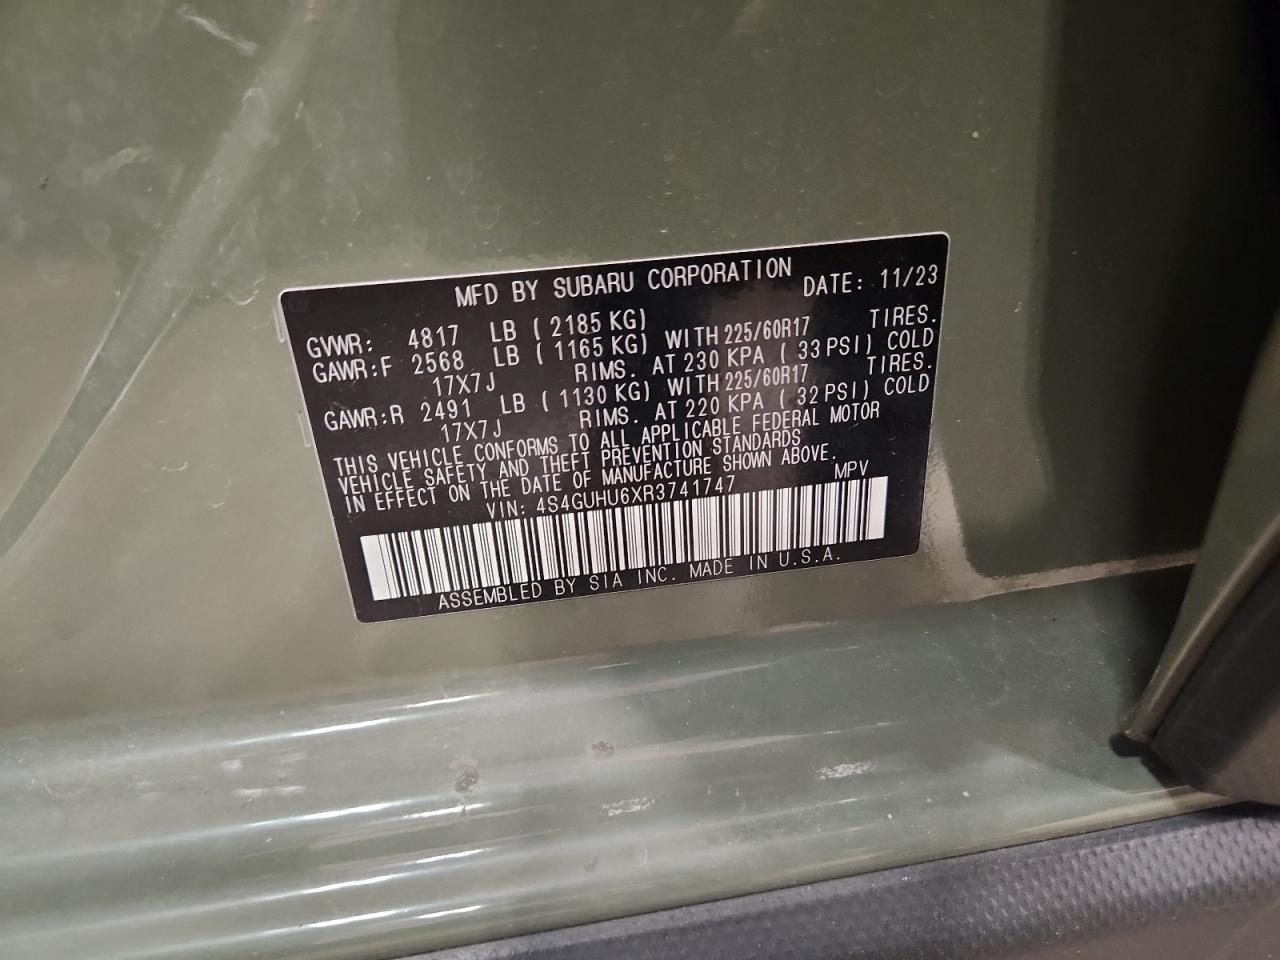 MFD BY SUBARU CORPORATION DATE: 11/23
GVWR: 4817 LB ( 2185 KG)
GAWR:F 2568 LB ( 1165 KG) WITH 225/60R17 TIRES.
17X7J RIMS. AT 230 KPA ( 33 PSI) COLD
GAWR:R 2491 LB ( 1130 KG) WITH 225/60R17 TIRES.
17X7J RIMS. AT 220 KPA ( 32 PSI) COLD
THIS VEHICLE CONFORMS TO ALL APPLICABLE FEDERAL MOTOR
VEHICLE SAFETY AND THEFT PREVENTION STANDARDS
IN EFFECT ON THE DATE OF MANUFACTURE SHOWN ABOVE.
VIN: 4S4GUHU6XR3741747 MPV
ASSEMBLED BY SIA INC. MADE IN U.S.A.